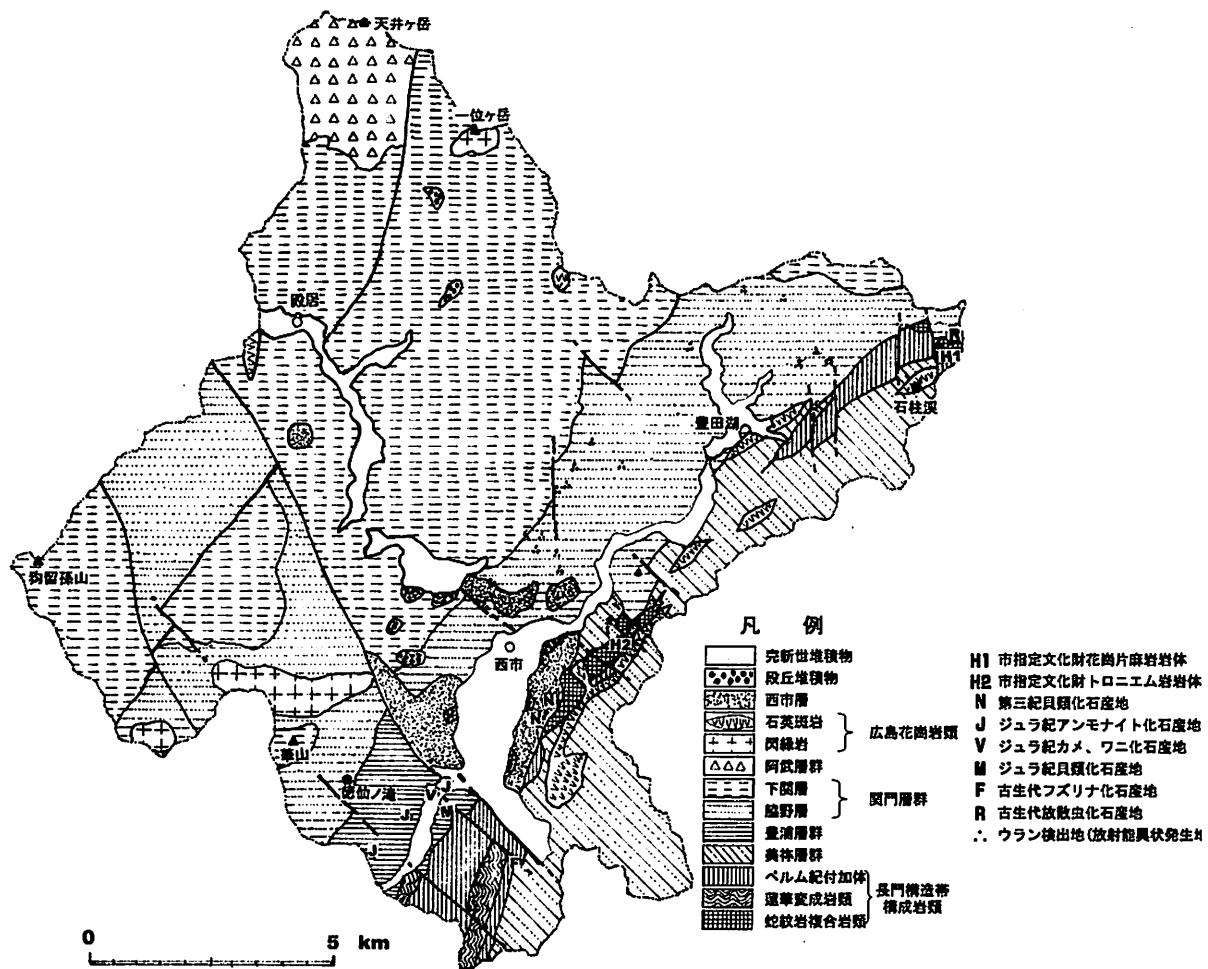 天井ヶ岳
一位ヶ岳
殿居
豊田湖
石柱渓
H1
狗留孫山
西市
H2
N
N
華山
徳仙ノ滝
J
V
J
M
J
F
R
凡 例
完新世堆積物
段丘堆積物
西市層
石英斑岩
閃緑岩
広島花崗岩類
阿武層群
下関層
脇野層
関門層群
豊浦層群
美祢層群
ペルム紀付加体
蓮華変成岩類
蛇紋岩複合岩類
長門構造帯
構成岩類
H1 市指定文化財花崗片麻岩岩体
H2 市指定文化財トロニエム岩岩体
N 第三紀貝類化石産地
J ジュラ紀アンモナイト化石産地
V ジュラ紀カメ、ワニ化石産地
M ジュラ紀貝類化石産地
F 古生代フズリナ化石産地
R 古生代放散虫化石産地
∴ ウラン検出地(放射能異状発生地
0 5 km